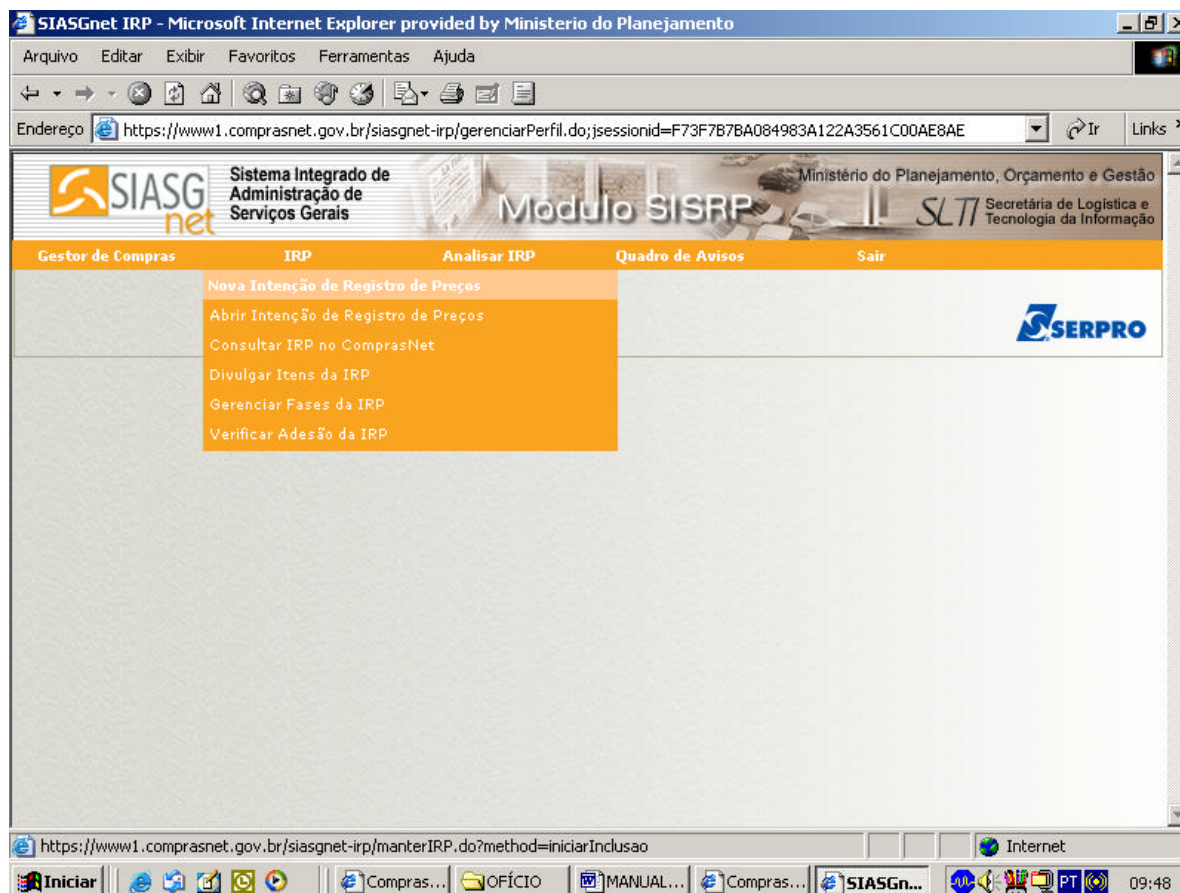 SIASGnet IRP - Microsoft Internet Explorer provided by Ministerio do Planejamento
Arquivo Editar Exibir Favoritos Ferramentas Ajuda
Endereço https://www1.comprasnet.gov.br/siasgnet-irp/gerenciarPerfil.do;jsessionid=F73F7B7BA084983A122A3561C00AE8AE Ir Links
SIASG net
Sistema Integrado de
Administração de
Serviços Gerais
Módulo SISRP
Ministério do Planejamento, Orçamento e Gestão
SLTI Secretária de Logística e
Tecnologia da Informação
Gestor de Compras IRP Analisar IRP Quadro de Avisos Sair
Nova Intenção de Registro de Preços
Abrir Intenção de Registro de Preços
SERPRO
Consultar IRP no ComprasNet
Divulgar Itens da IRP
Gerenciar Fases da IRP
Verificar Adesão da IRP
https://www1.comprasnet.gov.br/siasgnet-irp/manterIRP.do?method=iniciarInclusao Internet
Iniciar Compras... OFÍCIO MANUAL... Compras... SIASGn... PT 09:48